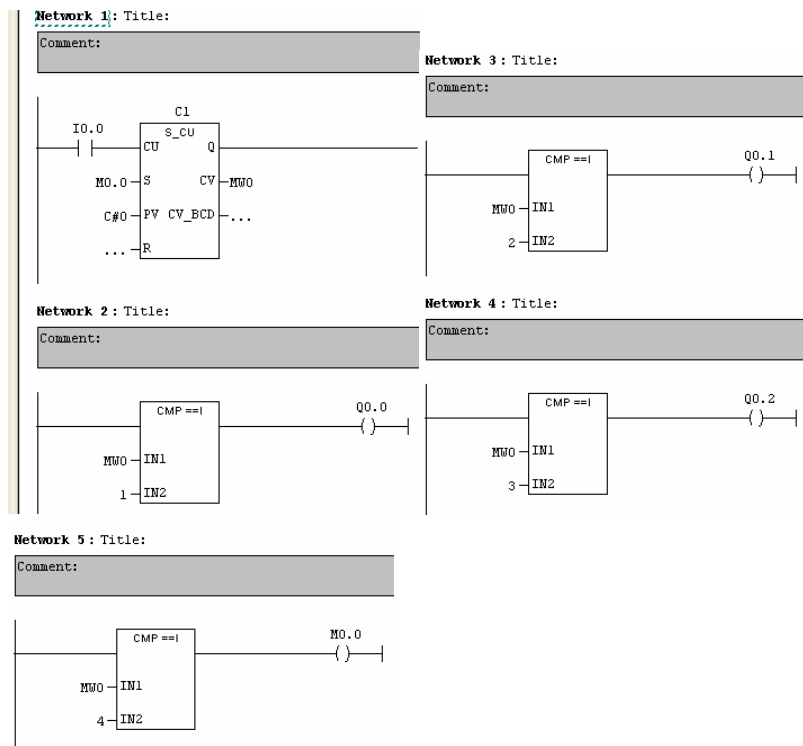 Network 1: Title:
Comment:
C1
I0.0
S_CU
CU Q
M0.0 S CV MW0
C#0 PV CV_BCD ...
... R
Network 2: Title:
Comment:
CMP ==I
Q0.0
MW0 IN1
1 IN2
Network 3: Title:
Comment:
CMP ==I
Q0.1
MW0 IN1
2 IN2
Network 4: Title:
Comment:
CMP ==I
Q0.2
MW0 IN1
3 IN2
Network 5: Title:
Comment:
CMP ==I
M0.0
MW0 IN1
4 IN2